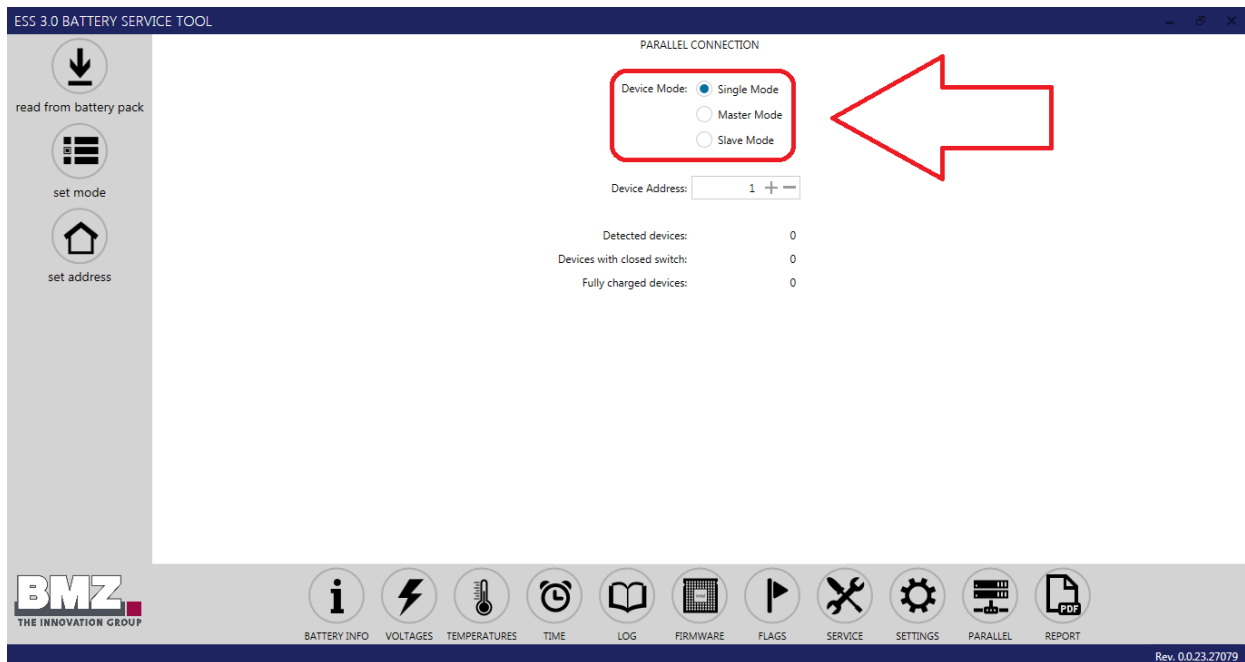 ESS 3.0 BATTERY SERVICE TOOL
PARALLEL CONNECTION
read from battery pack
set mode
set address
Device Mode: Single Mode
Master Mode
Slave Mode
Device Address: 1
Detected devices: 0
Devices with closed switch: 0
Fully charged devices: 0
BMZ
THE INNOVATION GROUP
BATTERY INFO VOLTAGES TEMPERATURES TIME LOG FIRMWARE FLAGS SERVICE SETTINGS PARALLEL REPORT
PDF
Rev. 0.0.23.27079